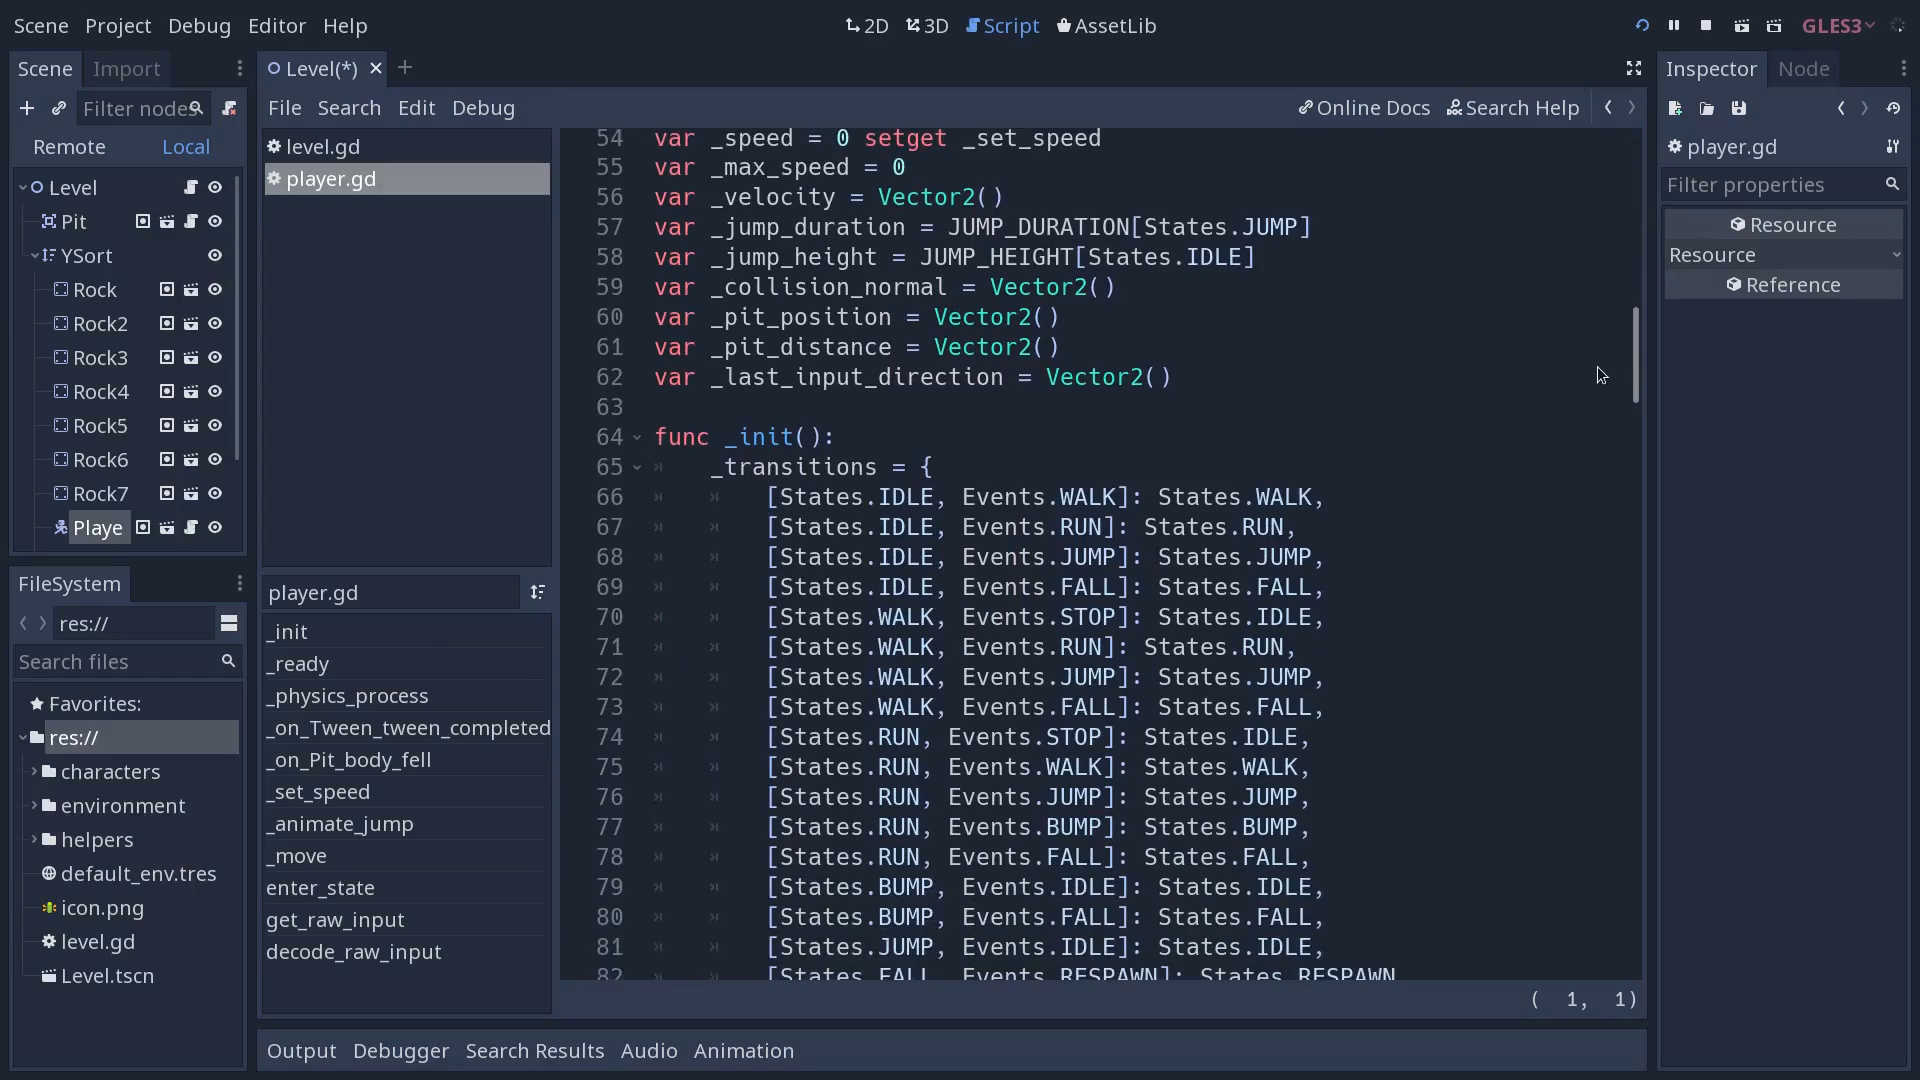 Scene Project Debug Editor Help
2D 3D Script AssetLib
GLES3
Scene Import
Filter nodes
Remote Local
Level
Pit
YSort
Rock
Rock2
Rock3
Rock4
Rock5
Rock6
Rock7
Playe
FileSystem
res://
Search files
Favorites:
res://
characters
environment
helpers
default_env.tres
icon.png
level.gd
Level.tscn
Level(*)
File Search Edit Debug
Online Docs Search Help
level.gd
player.gd
player.gd
_init
_ready
_physics_process
_on_Tween_tween_completed
_on_Pit_body_fell
_set_speed
_animate_jump
_move
enter_state
get_raw_input
decode_raw_input
54 var _speed = 0 setget _set_speed
55 var _max_speed = 0
56 var _velocity = Vector2()
57 var _jump_duration = JUMP_DURATION[States.JUMP]
58 var _jump_height = JUMP_HEIGHT[States.IDLE]
59 var _collision_normal = Vector2()
60 var _pit_position = Vector2()
61 var _pit_distance = Vector2()
62 var _last_input_direction = Vector2()
63
64 func _init():
65 _transitions = {
66 [States.IDLE, Events.WALK]: States.WALK,
67 [States.IDLE, Events.RUN]: States.RUN,
68 [States.IDLE, Events.JUMP]: States.JUMP,
69 [States.IDLE, Events.FALL]: States.FALL,
70 [States.WALK, Events.STOP]: States.IDLE,
71 [States.WALK, Events.RUN]: States.RUN,
72 [States.WALK, Events.JUMP]: States.JUMP,
73 [States.WALK, Events.FALL]: States.FALL,
74 [States.RUN, Events.STOP]: States.IDLE,
75 [States.RUN, Events.WALK]: States.WALK,
76 [States.RUN, Events.JUMP]: States.JUMP,
77 [States.RUN, Events.BUMP]: States.BUMP,
78 [States.RUN, Events.FALL]: States.FALL,
79 [States.BUMP, Events.IDLE]: States.IDLE,
80 [States.BUMP, Events.FALL]: States.FALL,
81 [States.JUMP, Events.IDLE]: States.IDLE,
82 [States.FALL, Events.RESPAWN]: States.RESPAWN
( 1, 1)
Output Debugger Search Results Audio Animation
Inspector Node
player.gd
Filter properties
Resource
Resource
Reference